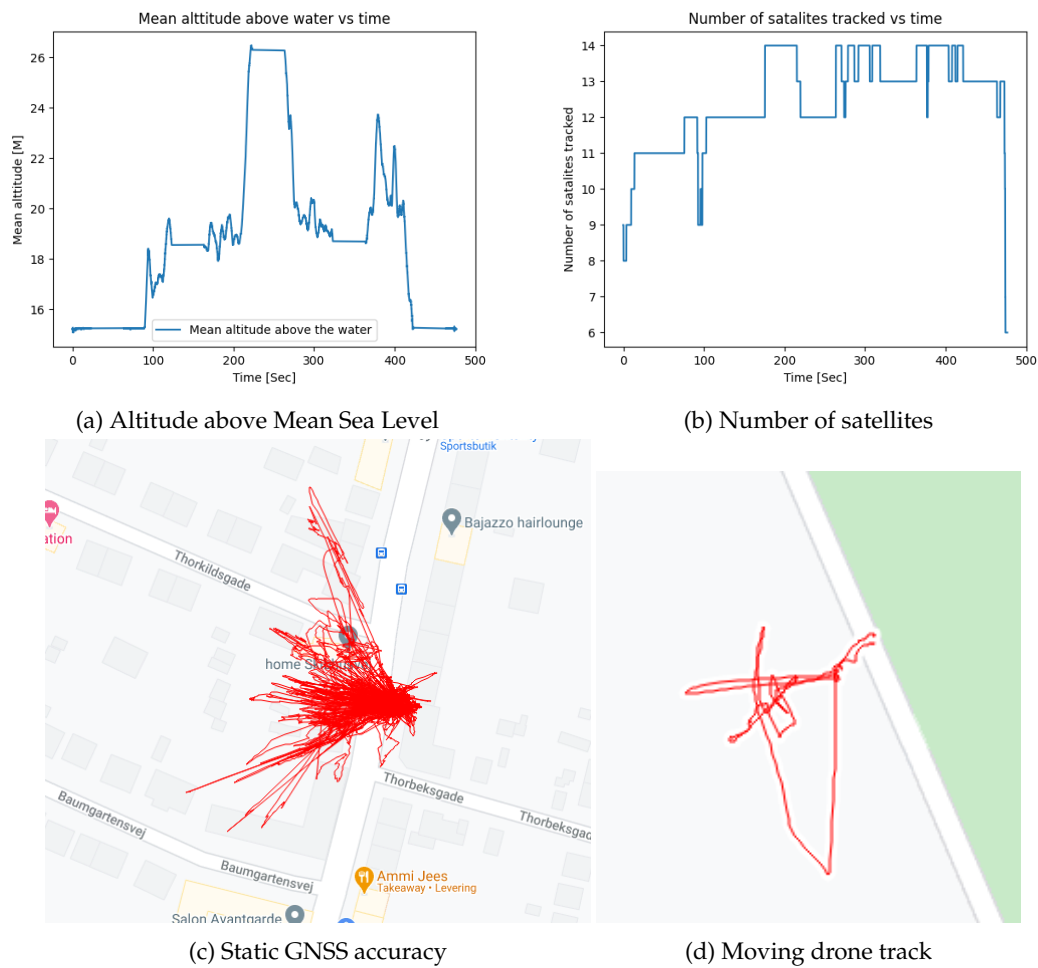 Mean alttitude above water vs time
Mean alttitude [M]
26
24
22
20
18
16
Mean altitude above the water
0 100 200 300 400 500
Time [Sec]
Number of satalites tracked vs time
Number of satalites tracked
14
13
12
11
10
9
8
7
6
0 100 200 300 400 500
Time [Sec]
(a) Altitude above Mean Sea Level
(b) Number of satellites
Sportsbutik
Bajazzo hairlounge
ation
Thorkildsgade
home
Thorbeksgade
Thorbeksga
Baumgartensvej
Baumgartensvej
Ammi Jees
Takeaway • Levering
Salon Avantgarde
(c) Static GNSS accuracy
(d) Moving drone track